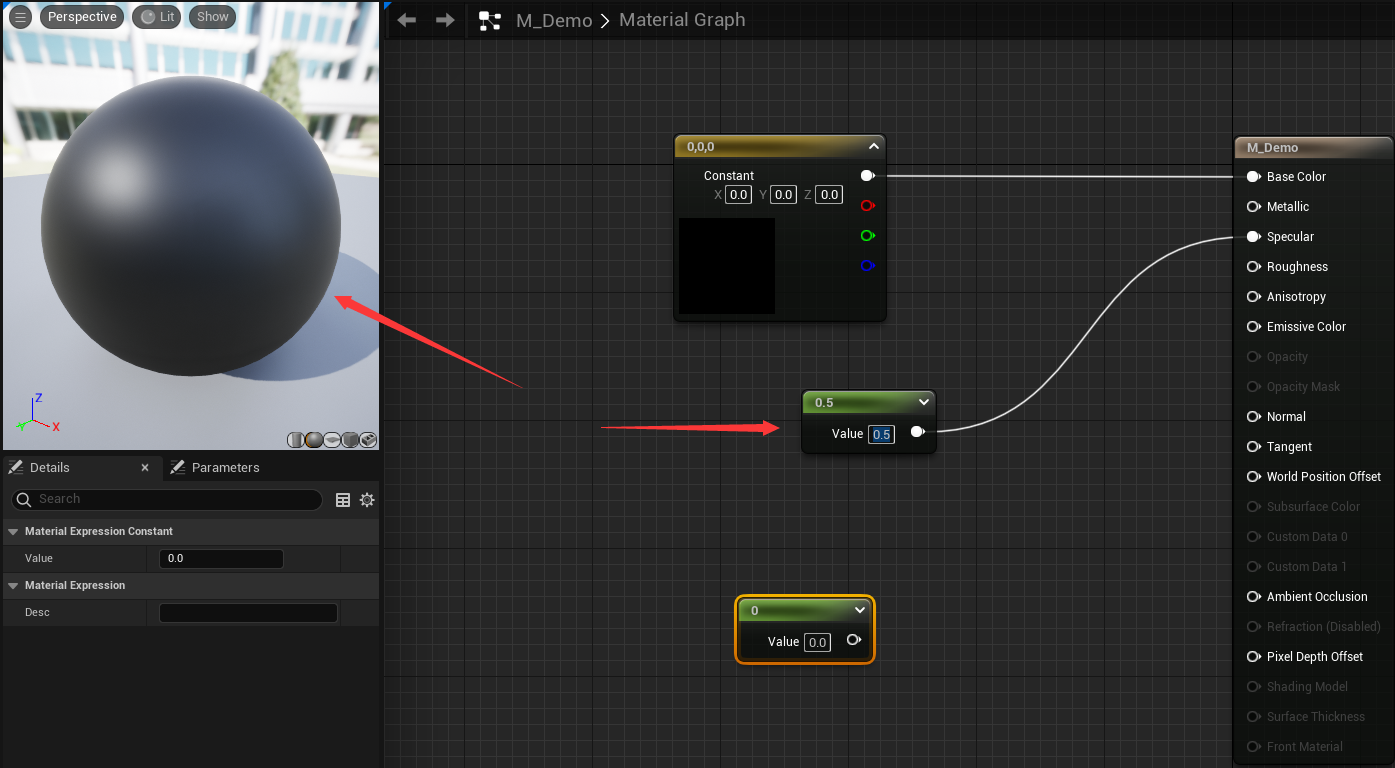 Perspective Lit Show
M_Demo > Material Graph
0,0,0
Constant
X 0.0 Y 0.0 Z 0.0
0.5
Value 0.5
0
Value 0.0
M_Demo
Base Color
Metallic
Specular
Roughness
Anisotropy
Emissive Color
Opacity
Opacity Mask
Normal
Tangent
World Position Offset
Subsurface Color
Custom Data 0
Custom Data 1
Ambient Occlusion
Refraction (Disabled)
Pixel Depth Offset
Shading Model
Surface Thickness
Front Material
Z
Y
X
Details Parameters
Search
Material Expression Constant
Value 0.0
Material Expression
Desc